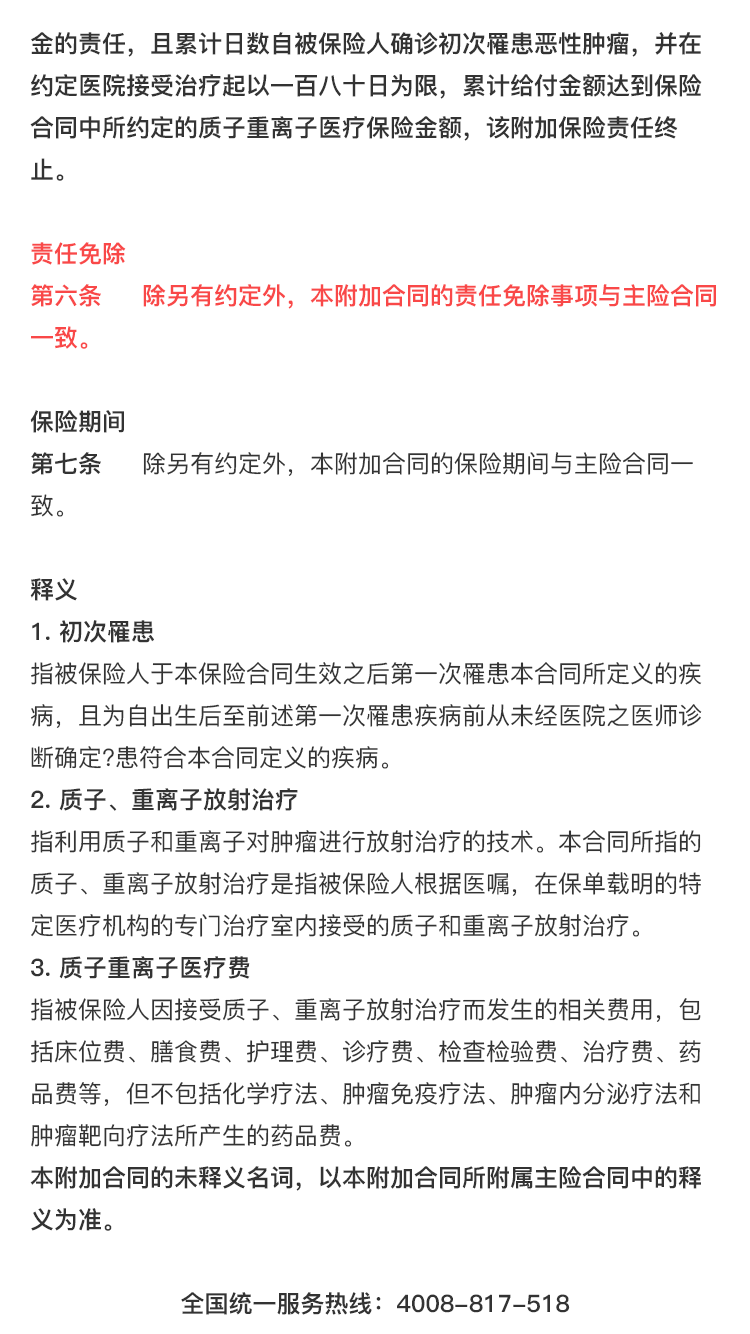 金的责任，且累计日数自被保险人确诊初次罹患恶性肿瘤，并在
约定医院接受治疗起以一百八十日为限，累计给付金额达到保险
合同中所约定的质子重离子医疗保险金额，该附加保险责任终
止。
责任免除
第六条 除另有约定外，本附加合同的责任免除事项与主险合同
一致。
保险期间
第七条 除另有约定外，本附加合同的保险期间与主险合同一
致。
释义
1. 初次罹患
指被保险人于本保险合同生效之后第一次罹患本合同所定义的疾
病，且为自出生后至前述第一次罹患疾病前从未经医院之医师诊
断确定?患符合本合同定义的疾病。
2. 质子、重离子放射治疗
指利用质子和重离子对肿瘤进行放射治疗的技术。本合同所指的
质子、重离子放射治疗是指被保险人根据医嘱，在保单载明的特
定医疗机构的专门治疗室内接受的质子和重离子放射治疗。
3. 质子重离子医疗费
指被保险人因接受质子、重离子放射治疗而发生的相关费用，包
括床位费、膳食费、护理费、诊疗费、检查检验费、治疗费、药
品费等，但不包括化学疗法、肿瘤免疫疗法、肿瘤内分泌疗法和
肿瘤靶向疗法所产生的药品费。
本附加合同的未释义名词，以本附加合同所附属主险合同中的释
义为准。
全国统一服务热线：4008-817-518